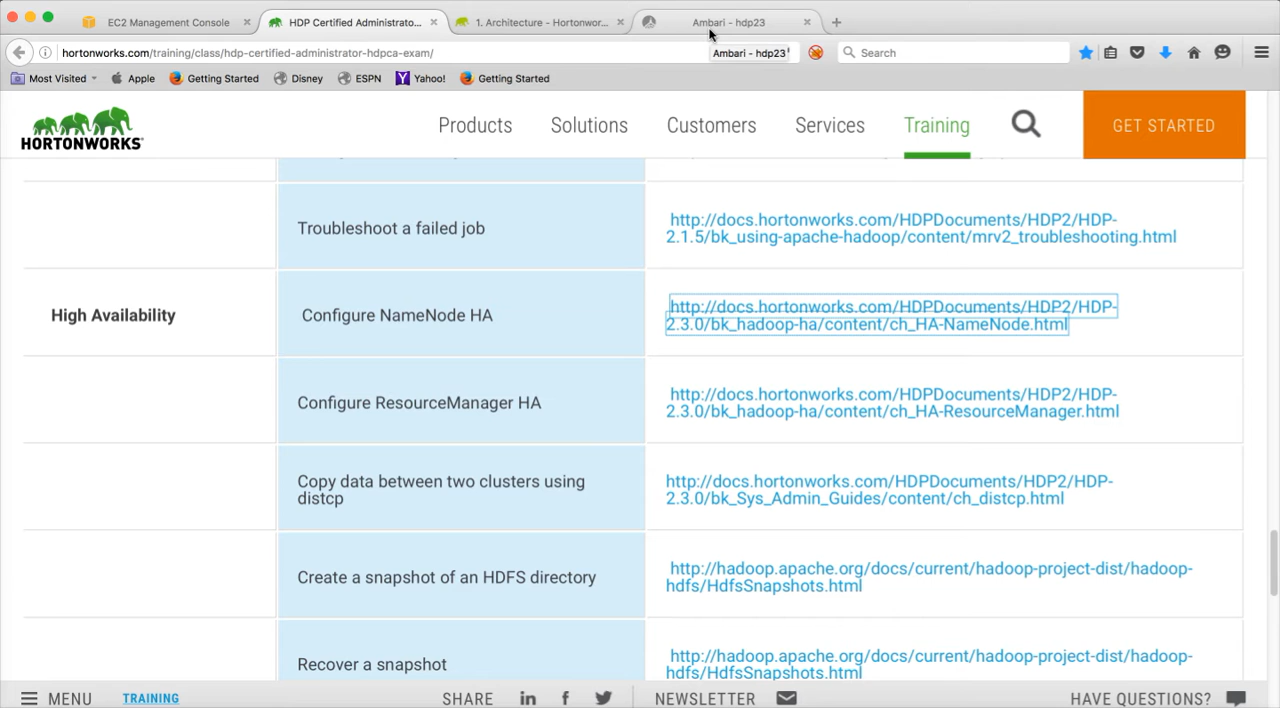 EC2 Management Console
HDP Certified Administrato...
1. Architecture - Hortonwor...
Ambari - hdp23
hortonworks.com/training/class/hdp-certified-administrator-hdpca-exam/
Ambari - hdp23
Search
Most Visited
Apple
Getting Started
Disney
ESPN
Yahoo!
Getting Started
HORTONWORKS
Products
Solutions
Customers
Services
Training
GET STARTED
Troubleshoot a failed job
http://docs.hortonworks.com/HDPDocuments/HDP2/HDP-
2.1.5/bk_using-apache-hadoop/content/mrv2_troubleshooting.html
High Availability
Configure NameNode HA
http://docs.hortonworks.com/HDPDocuments/HDP2/HDP-
2.3.0/bk_hadoop-ha/content/ch_HA-NameNode.html
Configure ResourceManager HA
http://docs.hortonworks.com/HDPDocuments/HDP2/HDP-
2.3.0/bk_hadoop-ha/content/ch_HA-ResourceManager.html
Copy data between two clusters using
distcp
http://docs.hortonworks.com/HDPDocuments/HDP2/HDP-
2.3.0/bk_Sys_Admin_Guides/content/ch_distcp.html
Create a snapshot of an HDFS directory
http://hadoop.apache.org/docs/current/hadoop-project-dist/hadoop-
hdfs/HdfsSnapshots.html
Recover a snapshot
http://hadoop.apache.org/docs/current/hadoop-project-dist/hadoop-
hdfs/HdfsSnapshots.html
MENU
TRAINING
SHARE
NEWSLETTER
HAVE QUESTIONS?